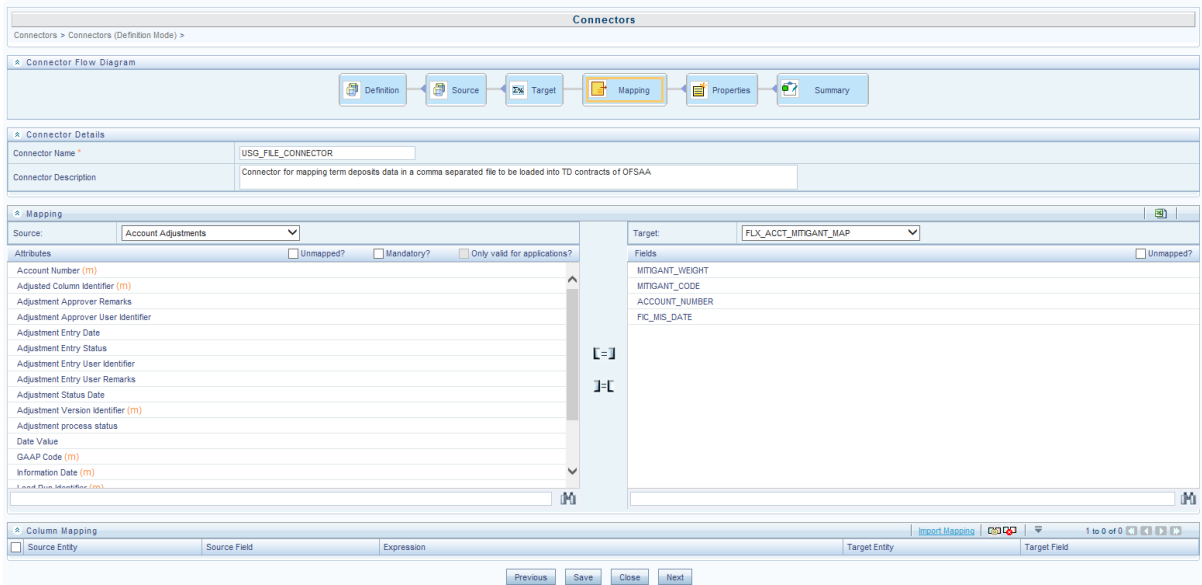 Connectors
Connectors > Connectors (Definition Mode) >
Connector Flow Diagram
Definition Source Target Mapping Properties Summary
Connector Details
Connector Name * USG_FILE_CONNECTOR
Connector Description Connector for mapping term deposits data in a comma separated file to be loaded into TD contracts of OFSAA
Mapping
Source: Account Adjustments Target: FLX_ACCT_MITIGANT_MAP
Attributes Unmapped? Mandatory? Only valid for applications? Fields Unmapped?
Account Number (m) MITIGANT_WEIGHT
Adjusted Column Identifier (m) MITIGANT_CODE
Adjustment Approver Remarks ACCOUNT_NUMBER
Adjustment Approver User Identifier FIC_MIS_DATE
Adjustment Entry Date
Adjustment Entry Status
Adjustment Entry User Identifier
Adjustment Entry User Remarks
Adjustment Status Date
Adjustment Version Identifier (m)
Adjustment process status
Date Value
GAAP Code (m)
Information Date (m)
Load Run Identifier (m)
Column Mapping Import Mapping 1 to 0 of 0
Source Entity Source Field Expression Target Entity Target Field
Previous Save Close Next